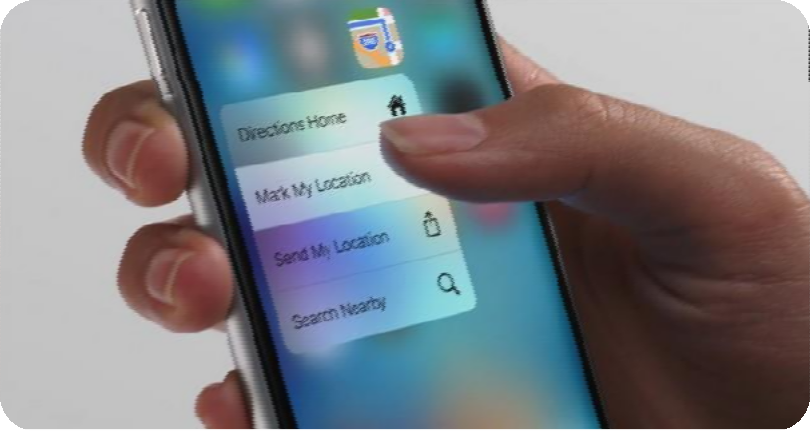 Directions Home
Mark My Location
Send My Location
Search Nearby